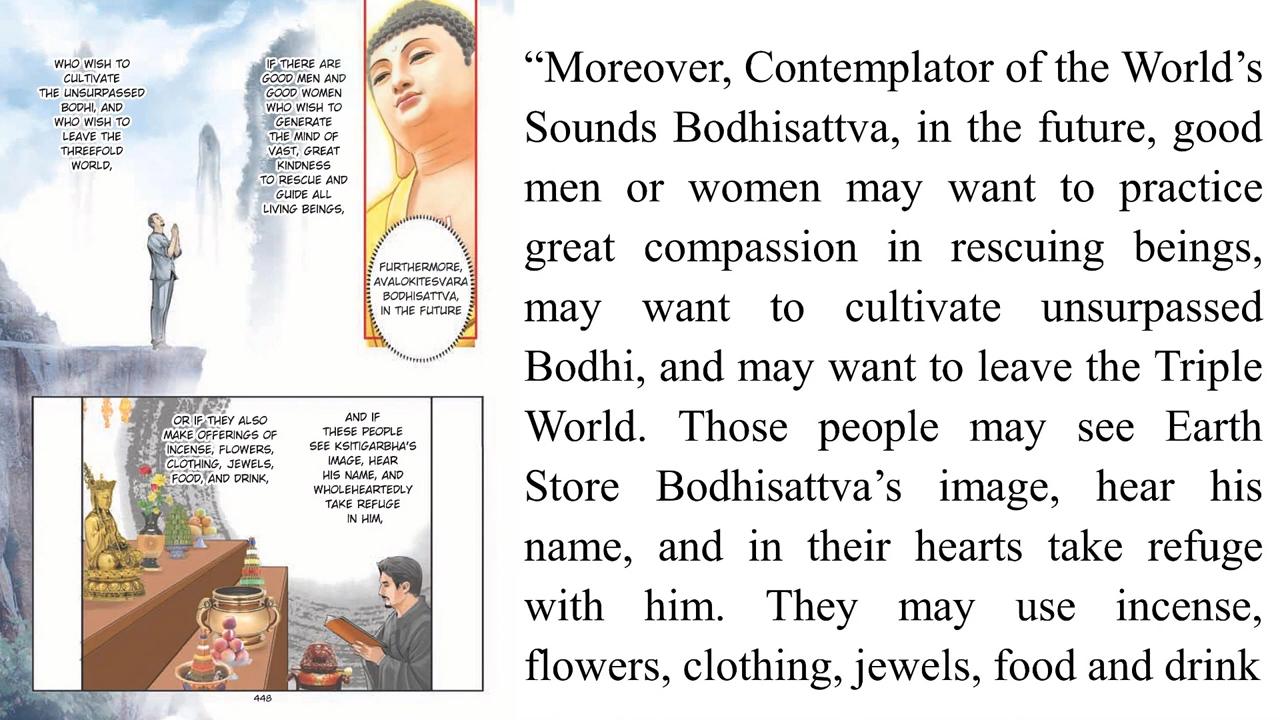 FURTHERMORE,
AVALOKITESVARA
BODHISATTVA,
IN THE FUTURE
IF THERE ARE
GOOD MEN AND
GOOD WOMEN
WHO WISH TO
GENERATE
THE MIND OF
VAST, GREAT
KINDNESS
TO RESCUE AND
GUIDE ALL
LIVING BEINGS,
WHO WISH TO
CULTIVATE
THE UNSURPASSED
BODHI, AND
WHO WISH TO
LEAVE THE
THREEFOLD
WORLD,
AND IF
THESE PEOPLE
SEE KSITIGARBHA'S
IMAGE, HEAR
HIS NAME, AND
WHOLEHEARTEDLY
TAKE REFUGE
IN HIM,
OR IF THEY ALSO
MAKE OFFERINGS OF
INCENSE, FLOWERS,
CLOTHING, JEWELS,
FOOD, AND DRINK,
448
“Moreover, Contemplator of the World’s
Sounds Bodhisattva, in the future, good
men or women may want to practice
great compassion in rescuing beings,
may want to cultivate unsurpassed
Bodhi, and may want to leave the Triple
World. Those people may see Earth
Store Bodhisattva’s image, hear his
name, and in their hearts take refuge
with him. They may use incense,
flowers, clothing, jewels, food and drink